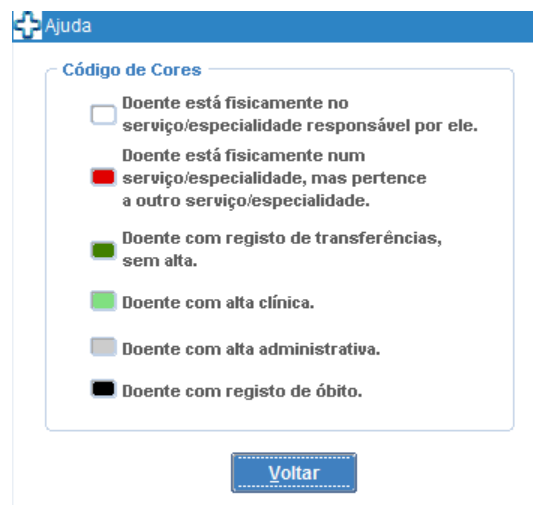 Ajuda
Código de Cores
Doente está fisicamente no
serviço/especialidade responsável por ele.
Doente está fisicamente num
serviço/especialidade, mas pertence
a outro serviço/especialidade.
Doente com registo de transferências,
sem alta.
Doente com alta clínica.
Doente com alta administrativa.
Doente com registo de óbito.
Voltar